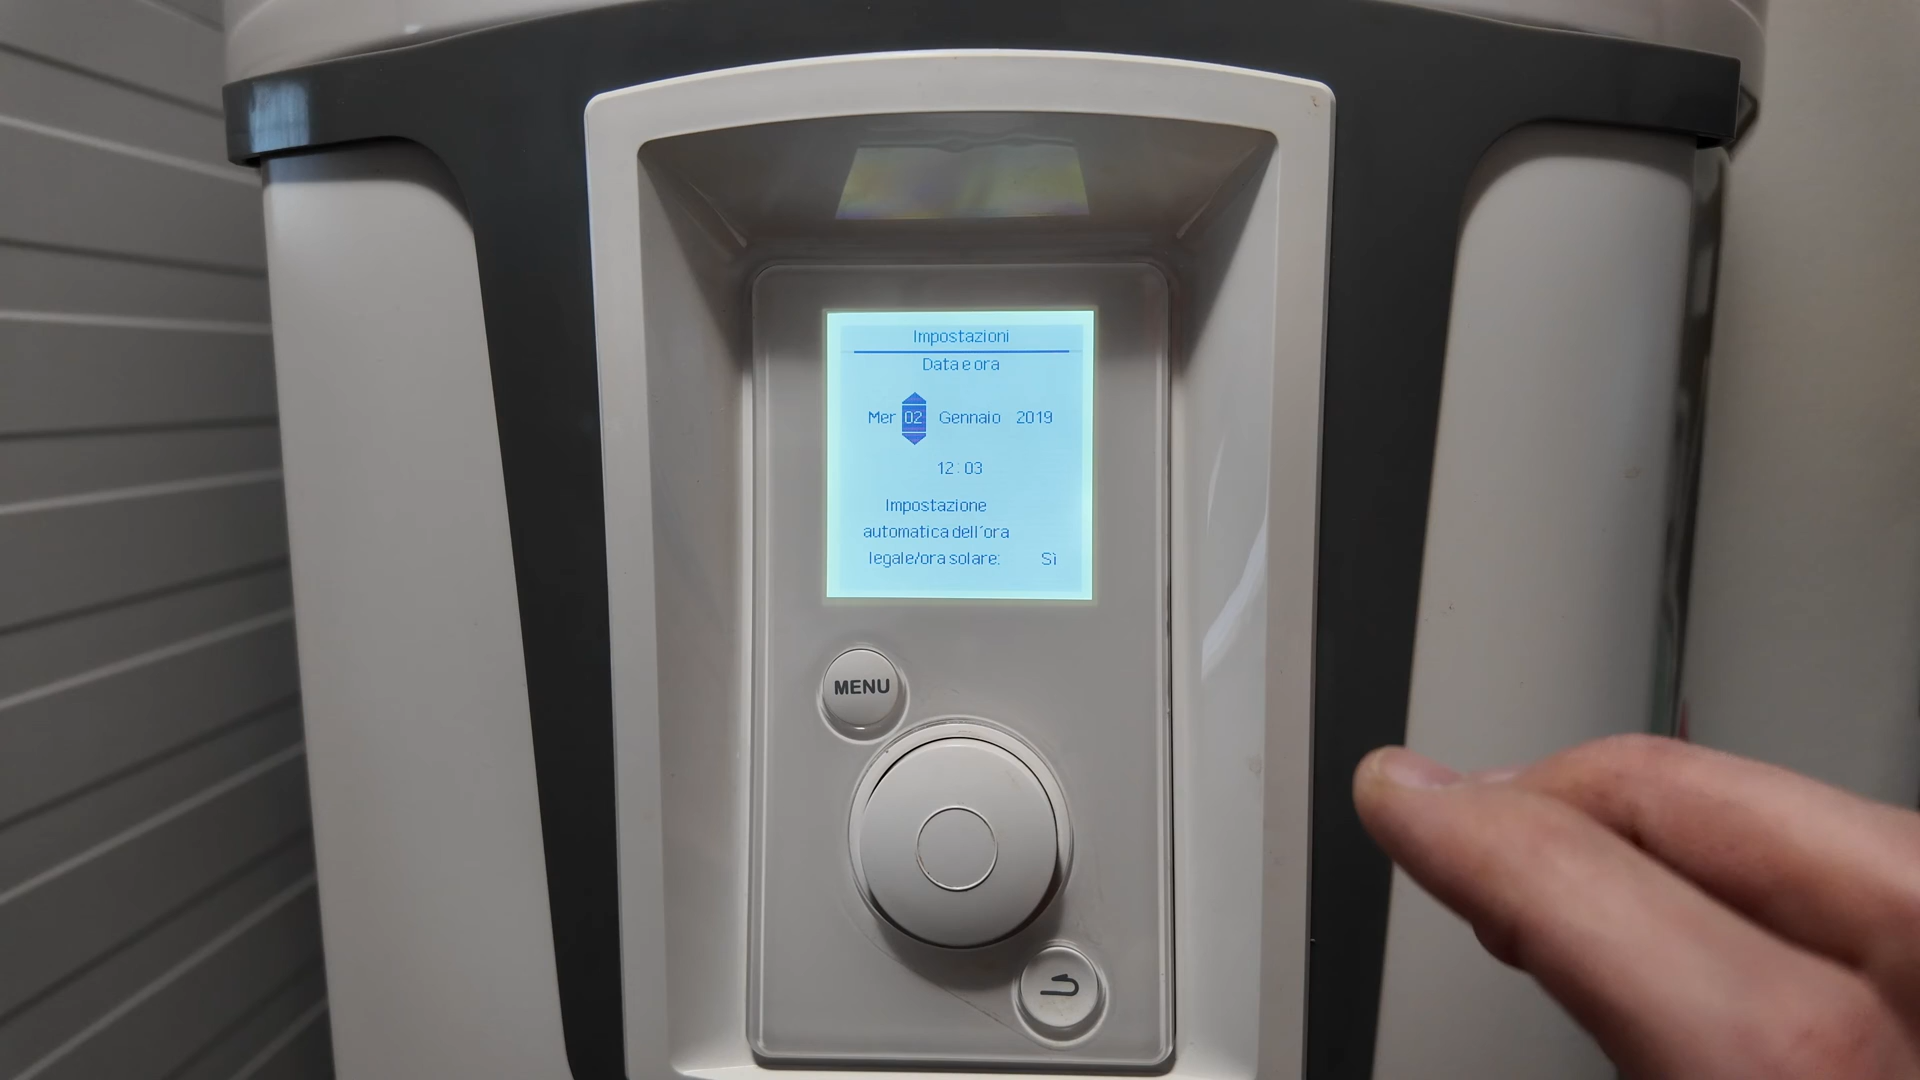 Impostazioni
Data e ora
Mer 02 Gennaio 2019
12:03
Impostazione
automatica dell'ora
legale/ora solare: Sì
MENU